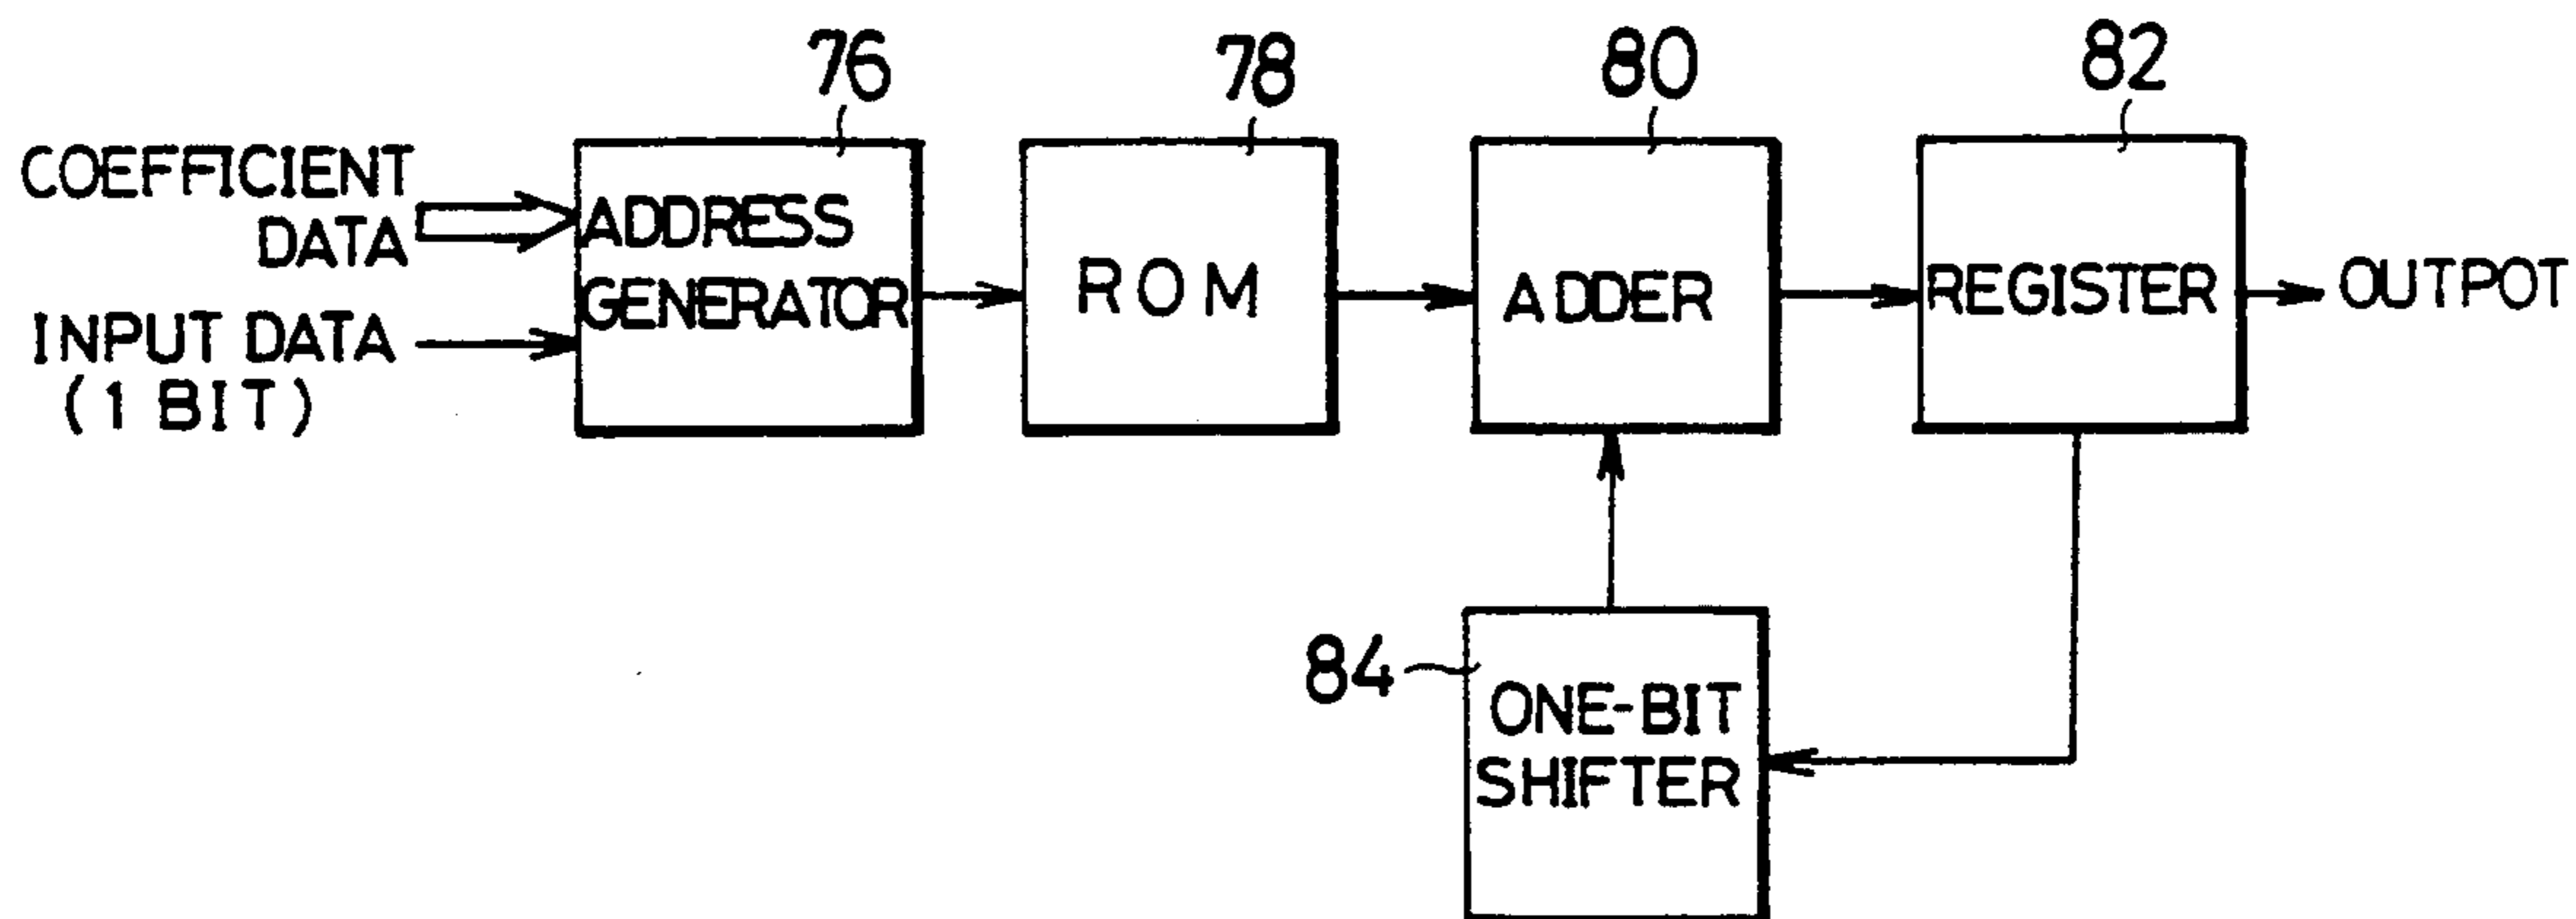 76
78
80
82
COEFFICIENT
DATA
INPUT DATA
(1 BIT)
ADDRESS
GENERATOR
ROM
ADDER
REGISTER
OUTPOT
84
ONE-BIT
SHIFTER